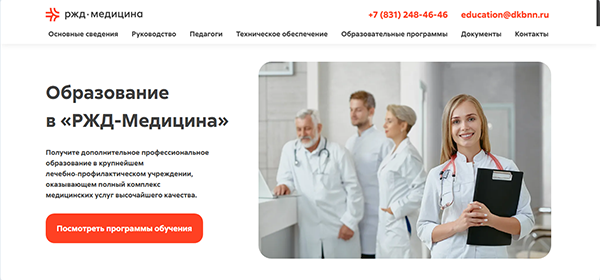 ржд·медицина
+7 (831) 248-46-46
education@dkbnn.ru
Основные сведения
Руководство
Педагоги
Техническое обеспечение
Образовательные программы
Документы
Контакты
Образование
в «РЖД-Медицина»
Получите дополнительное профессиональное
образование в крупнейшем
лечебно-профилактическом учреждении,
оказывающем полный комплекс
медицинских услуг высочайшего качества.
Посмотреть программы обучения